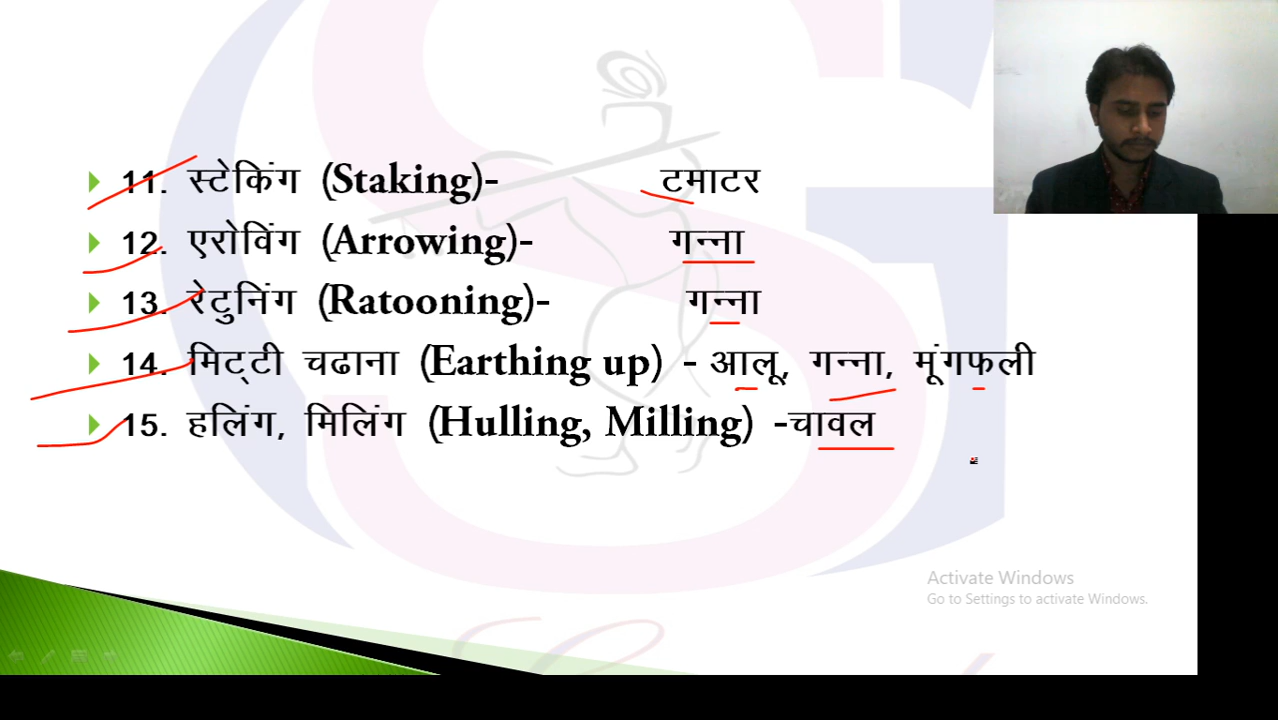 11. स्टेकिंग (Staking)- टमाटर
12. एरोविंग (Arrowing)- गन्ना
13. रेटुनिंग (Ratooning)- गन्ना
14. मिट्टी चढाना (Earthing up) - आलू, गन्ना, मूंगफली
15. हलिंग, मिलिंग (Hulling, Milling) -चावल
Activate Windows
Go to Settings to activate Windows.